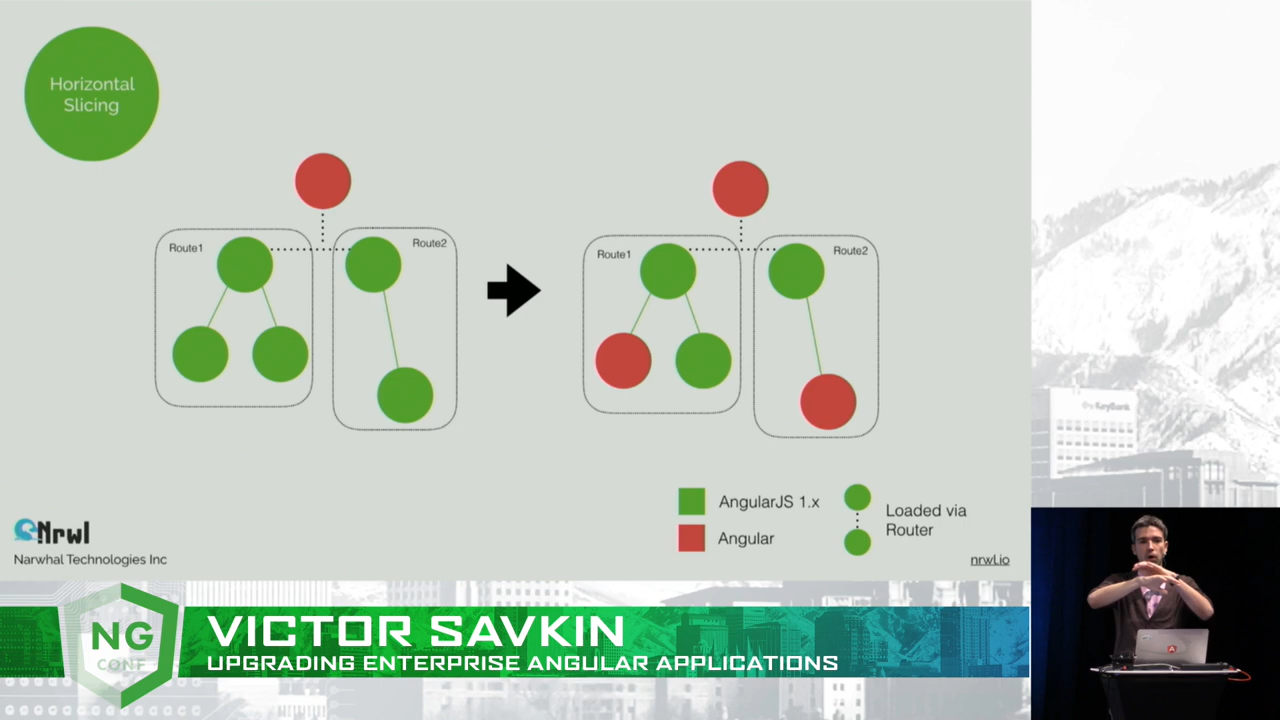 Horizontal
Slicing
Route1
Route2
Route1
Route2
AngularJS 1.x
Angular
Loaded via
Router
Nrwl
Narwhal Technologies Inc
nrwl.io
KeyBank
NG
CONF
VICTOR SAVKIN
UPGRADING ENTERPRISE ANGULAR APPLICATIONS
A